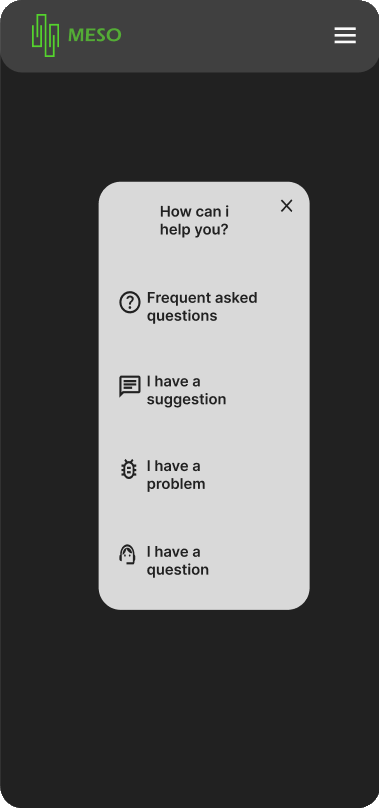 MESO
How can i
help you?
Frequent asked
questions
I have a
suggestion
I have a
problem
I have a
question